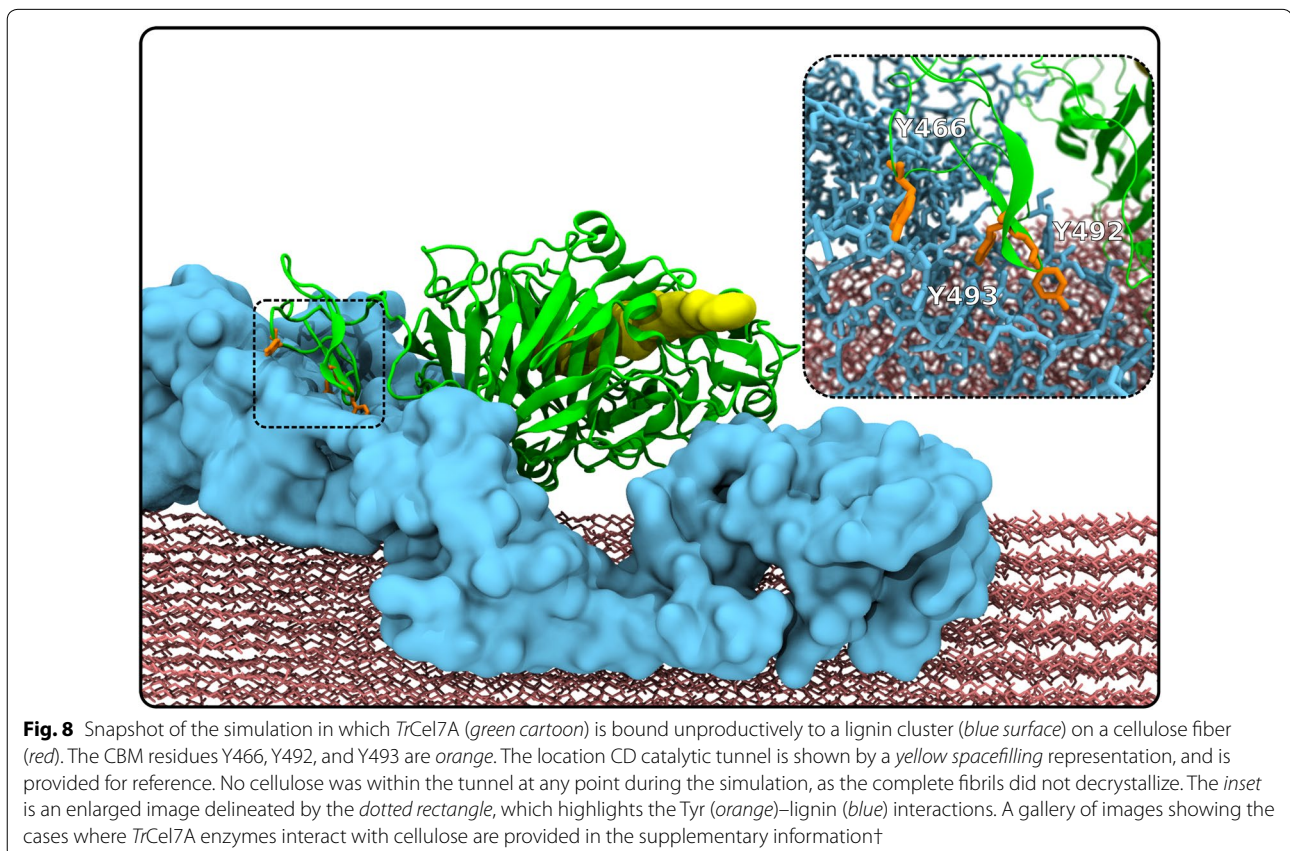 Y466
Y492
Y493
Fig. 8 Snapshot of the simulation in which TrCel7A (green cartoon) is bound unproductively to a lignin cluster (blue surface) on a cellulose fiber
(red). The CBM residues Y466, Y492, and Y493 are orange. The location CD catalytic tunnel is shown by a yellow spacefilling representation, and is
provided for reference. No cellulose was within the tunnel at any point during the simulation, as the complete fibrils did not decrystallize. The inset
is an enlarged image delineated by the dotted rectangle, which highlights the Tyr (orange)–lignin (blue) interactions. A gallery of images showing the
cases where TrCel7A enzymes interact with cellulose are provided in the supplementary information†